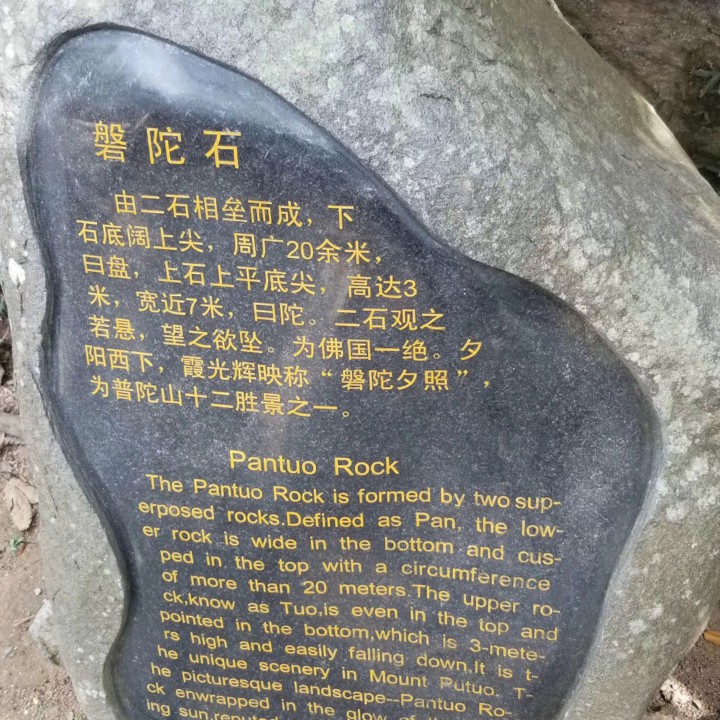 磐陀石
由二石相垒而成，下
石底阔上尖，周广20余米，
曰盘，上石上平底尖，高达3
米，宽近7米，曰陀。二石观之
若悬，望之欲坠。为佛国一绝。夕
阳西下，霞光辉映称“磐陀夕照”，
为普陀山十二胜景之一。
Pantuo Rock
The Pantuo Rock is formed by two sup-
erposed rocks.Defined as Pan, the low-
er rock is wide in the bottom and cus-
ped in the top with a circumference
of more than 20 meters.The upper ro-
ck,know as Tuo,is even in the top and
pointed in the bottom,which is 3-mete-
rs high and easily falling down.It is t-
he unique scenery in Mount Putuo. T-
he picturesque landscape--Pantuo Ro-
ck enwrapped in the glow of
ing sun,reputed